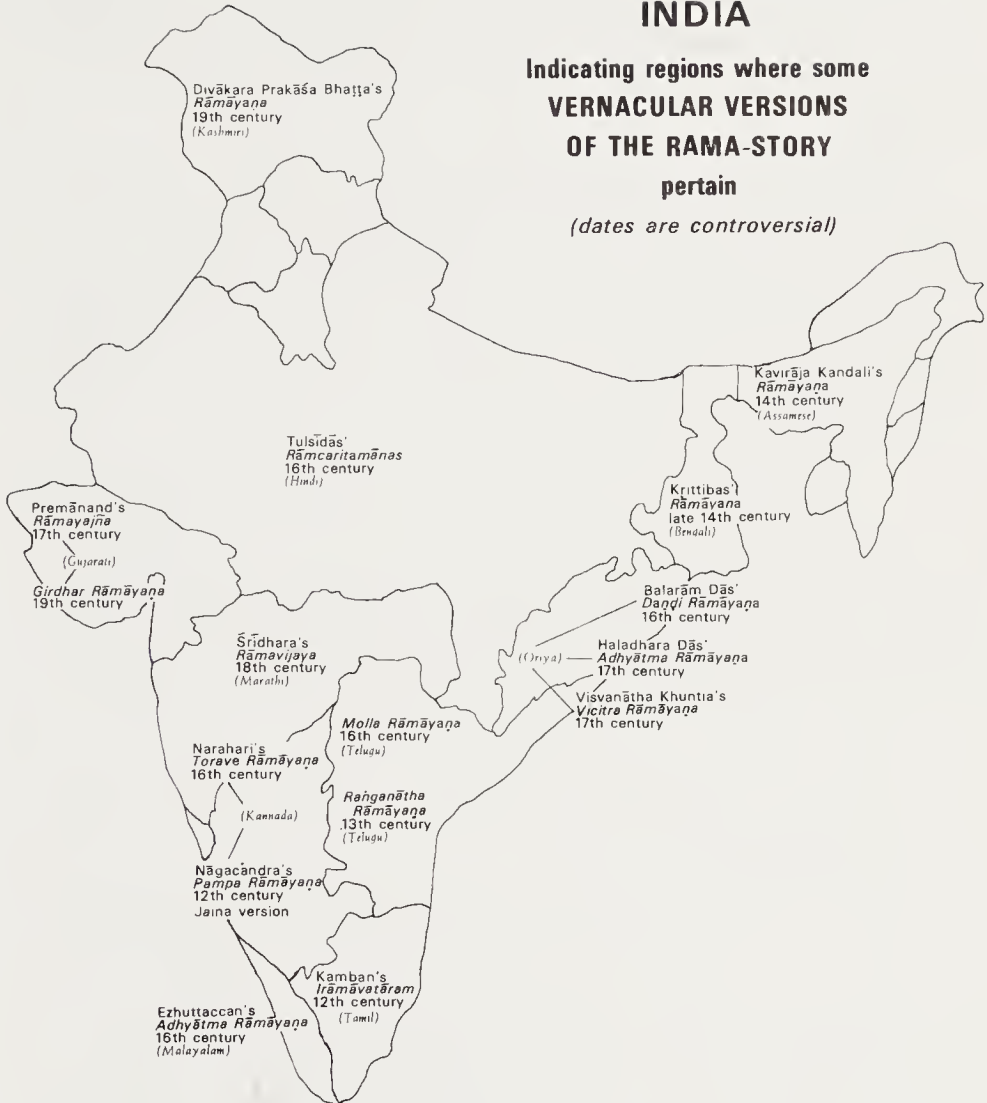 INDIA
Indicating regions where some
VERNACULAR VERSIONS
OF THE RAMA-STORY
pertain
(dates are controversial)
Divākara Prakāśa Bhaṭṭa's
Rāmāyaṇa
19th century
(Kashmiri)
Kavirāja Kandali's
Rāmāyana
14th century
(Assamese)
Tulsīdās'
Rāmcaritamānas
16th century
(Hindi)
Krittibas'
Rāmāyana
late 14th century
(Bengali)
Premānand's
Rāmayajña
17th century
(Gujarati)
Girdhar Rāmāyaṇa
19th century
Balarām Dās'
Daṇḍi Rāmāyaṇa
16th century
Haladhara Dās'
(Oriya)
Adhyātma Rāmāyaṇa
17th century
Visvanātha Khuntia's
Vicitra Rāmāyaṇa
17th century
Śrīdhara's
Rāmavijaya
18th century
(Marathi)
Molla Rāmāyaṇa
16th century
(Telugu)
Narahari's
Torave Rāmāyaṇa
16th century
(Kannada)
Raṅganātha
Rāmāyaṇa
13th century
(Telugu)
Nāgacandra's
Pampa Rāmāyaṇa
12th century
Jaina version
Kamban's
Irāmāvatāram
12th century
(Tamil)
Ezhuttaccan's
Adhyātma Rāmāyaṇa
16th century
(Malayalam)